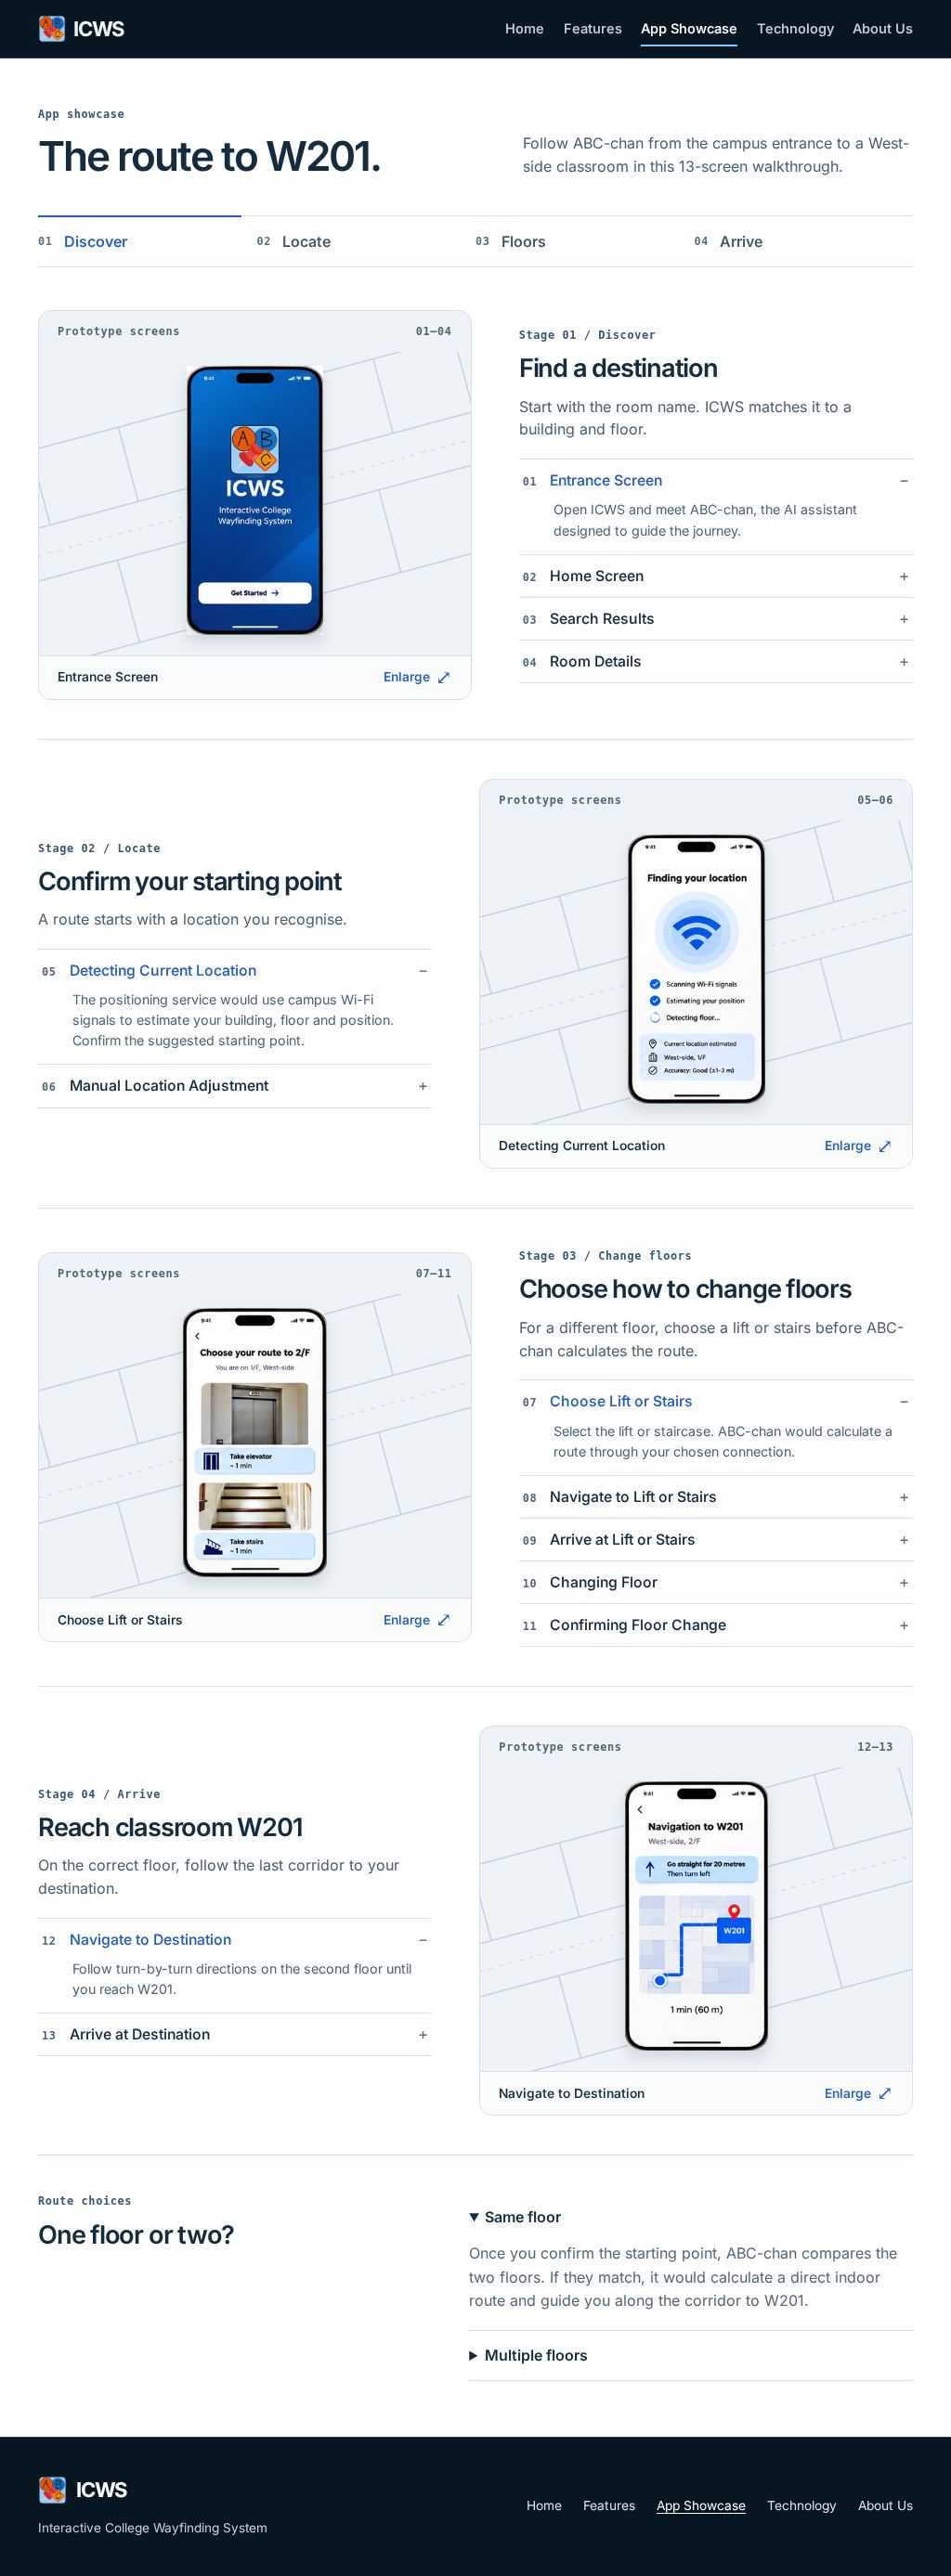 ABC ICWS
Home Features App Showcase Technology About Us
App showcase
The route to W201.
Follow ABC-chan from the campus entrance to a West-
side classroom in this 13-screen walkthrough.
01 Discover
02 Locate
03 Floors
04 Arrive
Prototype screens 01–04
9:41
ABC
ICWS
Interactive College
Wayfinding System
Get Started →
Entrance Screen
Enlarge
Stage 01 / Discover
Find a destination
Start with the room name. ICWS matches it to a
building and floor.
01 Entrance Screen −
Open ICWS and meet ABC-chan, the AI assistant
designed to guide the journey.
02 Home Screen +
03 Search Results +
04 Room Details +
Stage 02 / Locate
Confirm your starting point
A route starts with a location you recognise.
05 Detecting Current Location −
The positioning service would use campus Wi-Fi
signals to estimate your building, floor and position.
Confirm the suggested starting point.
06 Manual Location Adjustment +
Prototype screens 05–06
9:41
Finding your location
Scanning Wi-Fi signals
Estimating your position
Detecting floor...
Current location estimated
West-side, 1/F
Accuracy: Good (±1-3 m)
Detecting Current Location
Enlarge
Prototype screens 07–11
9:41
Choose your route to 2/F
You are on 1/F, West-side
Take elevator
~ 1 min
Take stairs
~ 1 min
Choose Lift or Stairs
Enlarge
Stage 03 / Change floors
Choose how to change floors
For a different floor, choose a lift or stairs before ABC-
chan calculates the route.
07 Choose Lift or Stairs −
Select the lift or staircase. ABC-chan would calculate a
route through your chosen connection.
08 Navigate to Lift or Stairs +
09 Arrive at Lift or Stairs +
10 Changing Floor +
11 Confirming Floor Change +
Stage 04 / Arrive
Reach classroom W201
On the correct floor, follow the last corridor to your
destination.
12 Navigate to Destination −
Follow turn-by-turn directions on the second floor until
you reach W201.
13 Arrive at Destination +
Prototype screens 12–13
9:41
Navigation to W201
West-side, 2/F
Go straight for 20 metres
Then turn left
W201
1 min (60 m)
Navigate to Destination
Enlarge
Route choices
One floor or two?
Same floor
Once you confirm the starting point, ABC-chan compares the
two floors. If they match, it would calculate a direct indoor
route and guide you along the corridor to W201.
Multiple floors
ABC ICWS
Interactive College Wayfinding System
Home Features App Showcase Technology About Us